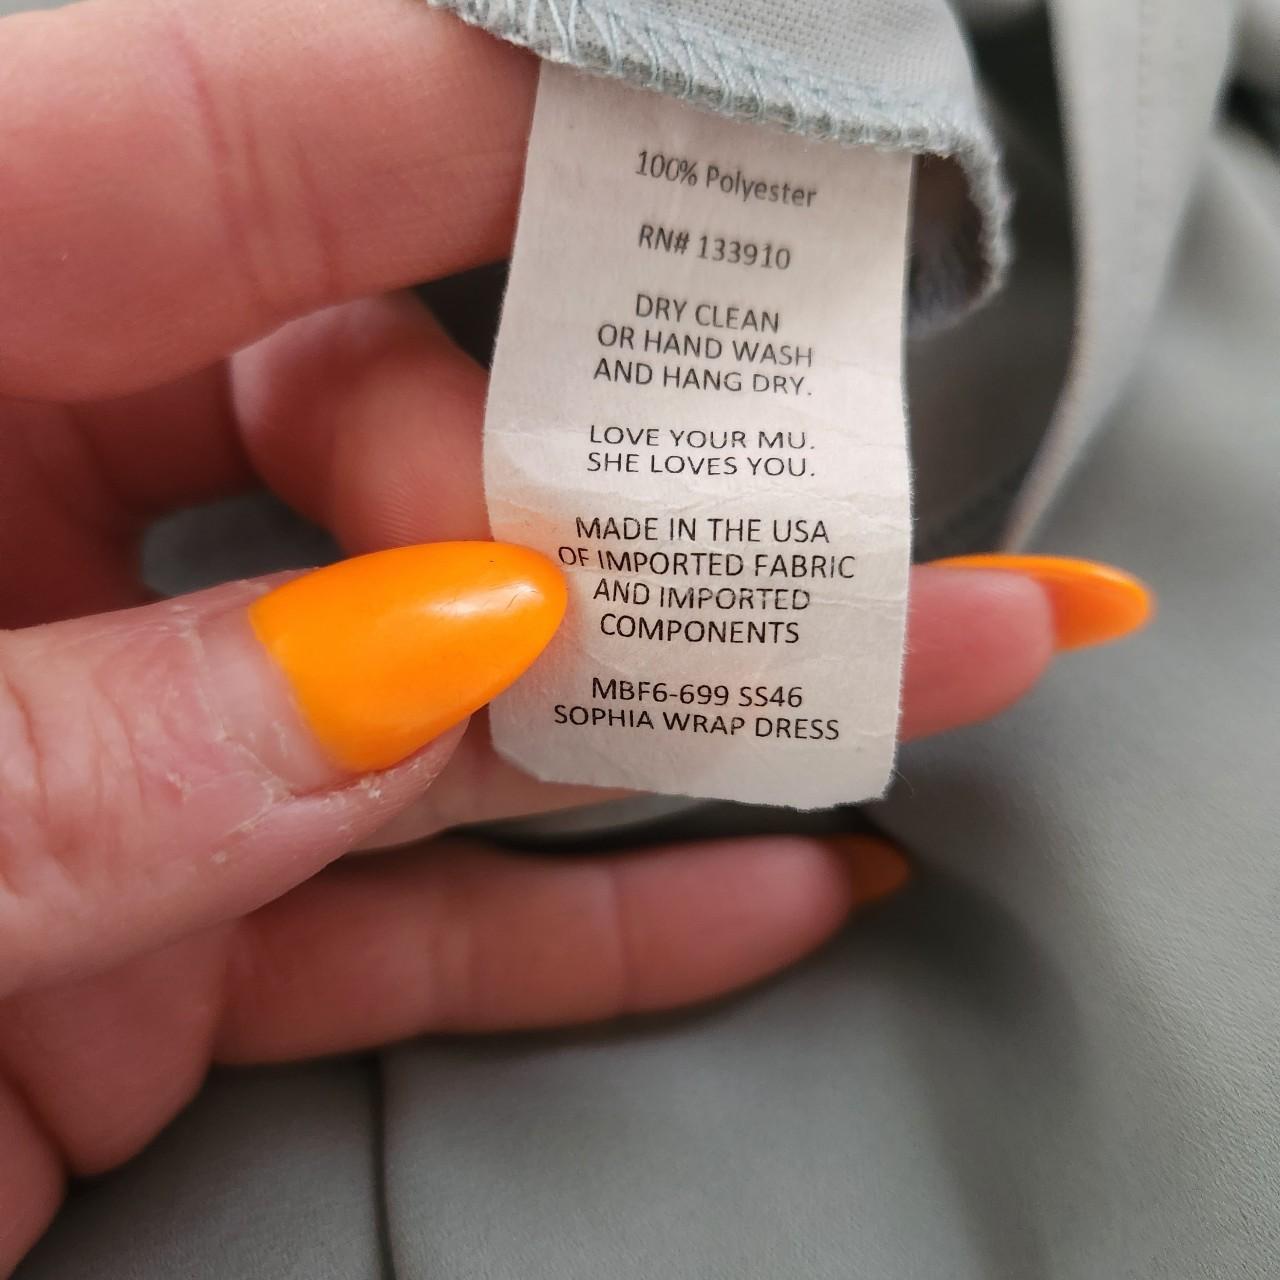 100% Polyester
RN# 133910
DRY CLEAN
OR HAND WASH
AND HANG DRY.
LOVE YOUR MU.
SHE LOVES YOU.
MADE IN THE USA
OF IMPORTED FABRIC
AND IMPORTED
COMPONENTS
MBF6-699 SS46
SOPHIA WRAP DRESS